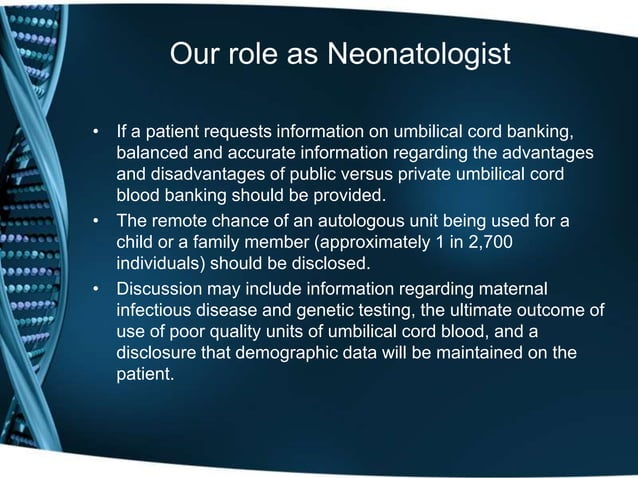 Our role as Neonatologist
• If a patient requests information on umbilical cord banking,
balanced and accurate information regarding the advantages
and disadvantages of public versus private umbilical cord
blood banking should be provided.
• The remote chance of an autologous unit being used for a
child or a family member (approximately 1 in 2,700
individuals) should be disclosed.
• Discussion may include information regarding maternal
infectious disease and genetic testing, the ultimate outcome of
use of poor quality units of umbilical cord blood, and a
disclosure that demographic data will be maintained on the
patient.